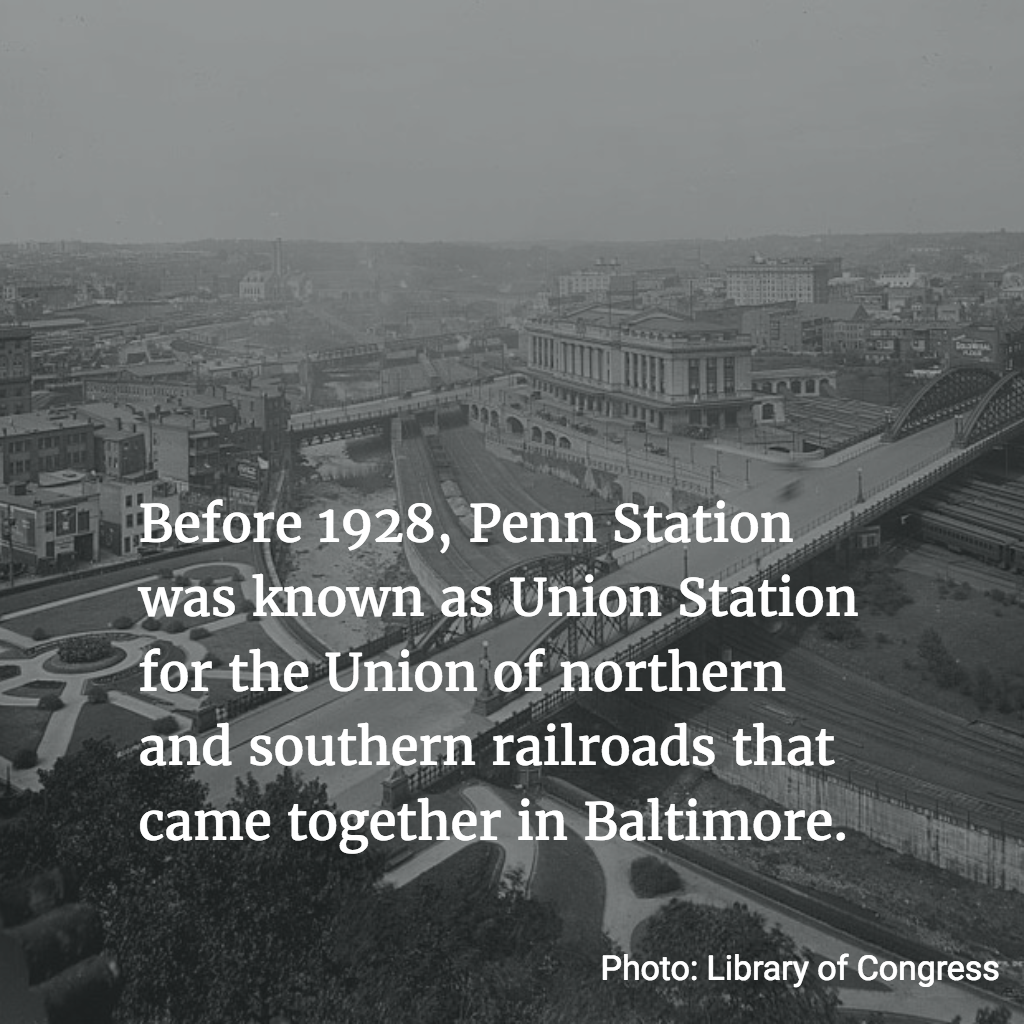 Before 1928, Penn Station
was known as Union Station
for the Union of northern
and southern railroads that
came together in Baltimore.
Photo: Library of Congress